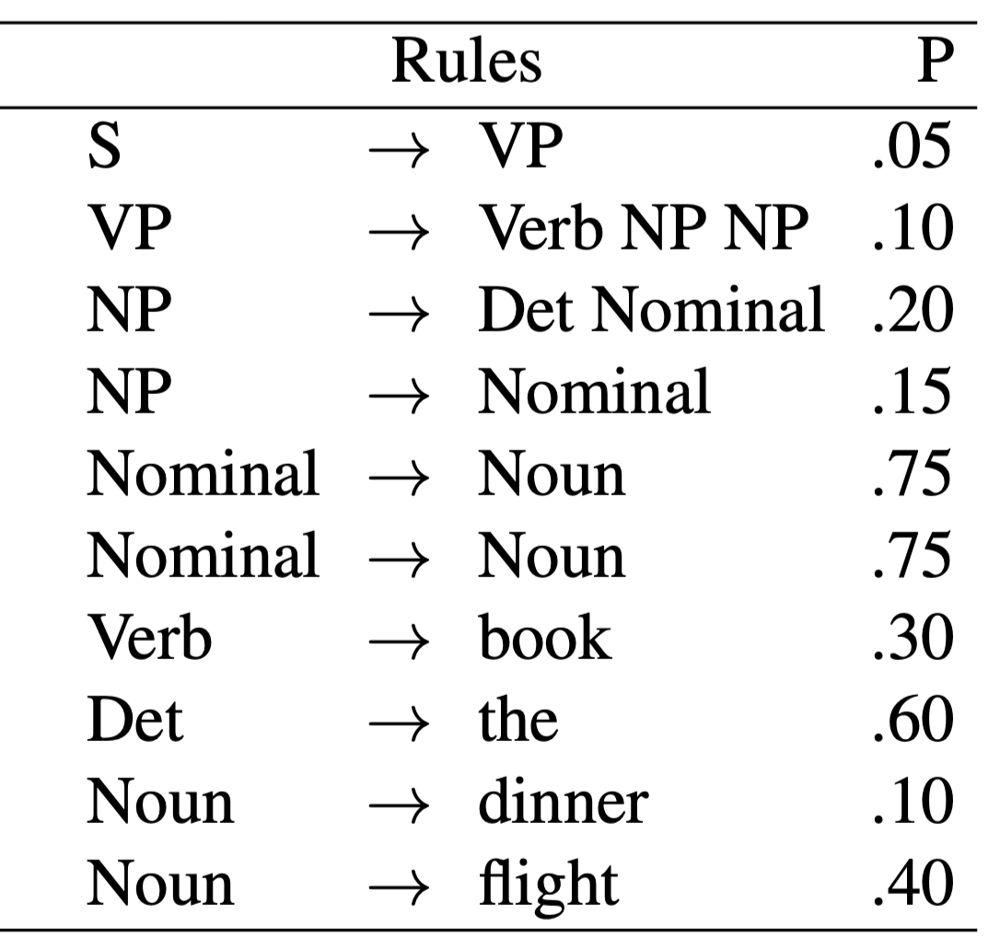 Rules P
S → VP .05
VP → Verb NP NP .10
NP → Det Nominal .20
NP → Nominal .15
Nominal → Noun .75
Nominal → Noun .75
Verb → book .30
Det → the .60
Noun → dinner .10
Noun → flight .40